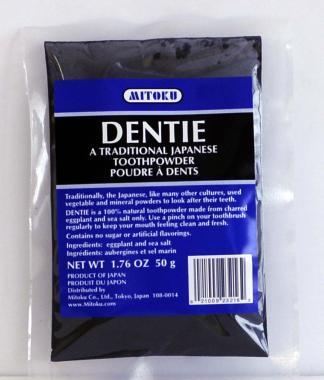 MITOKU
DENTIE
A TRADITIONAL JAPANESE
TOOTHPOWDER
POUDRE À DENTS
Traditionally, the Japanese, like many other cultures, used
vegetable and mineral powders to look after their teeth.
DENTIE is a 100% natural toothpowder made from charred
eggplant and sea salt only. Use a pinch on your toothbrush
regularly to keep your mouth feeling clean and fresh.
Contains no sugar or artificial flavorings.
Ingredients: eggplant and sea salt
Ingrédients: aubergines et sel marin
NET WT 1.76 OZ 50 g
PRODUCT OF JAPAN
PRODUIT DU JAPON
Distributed by
Mitoku Co., Ltd., Tokyo, Japan 108-0014
www.Mitoku.com